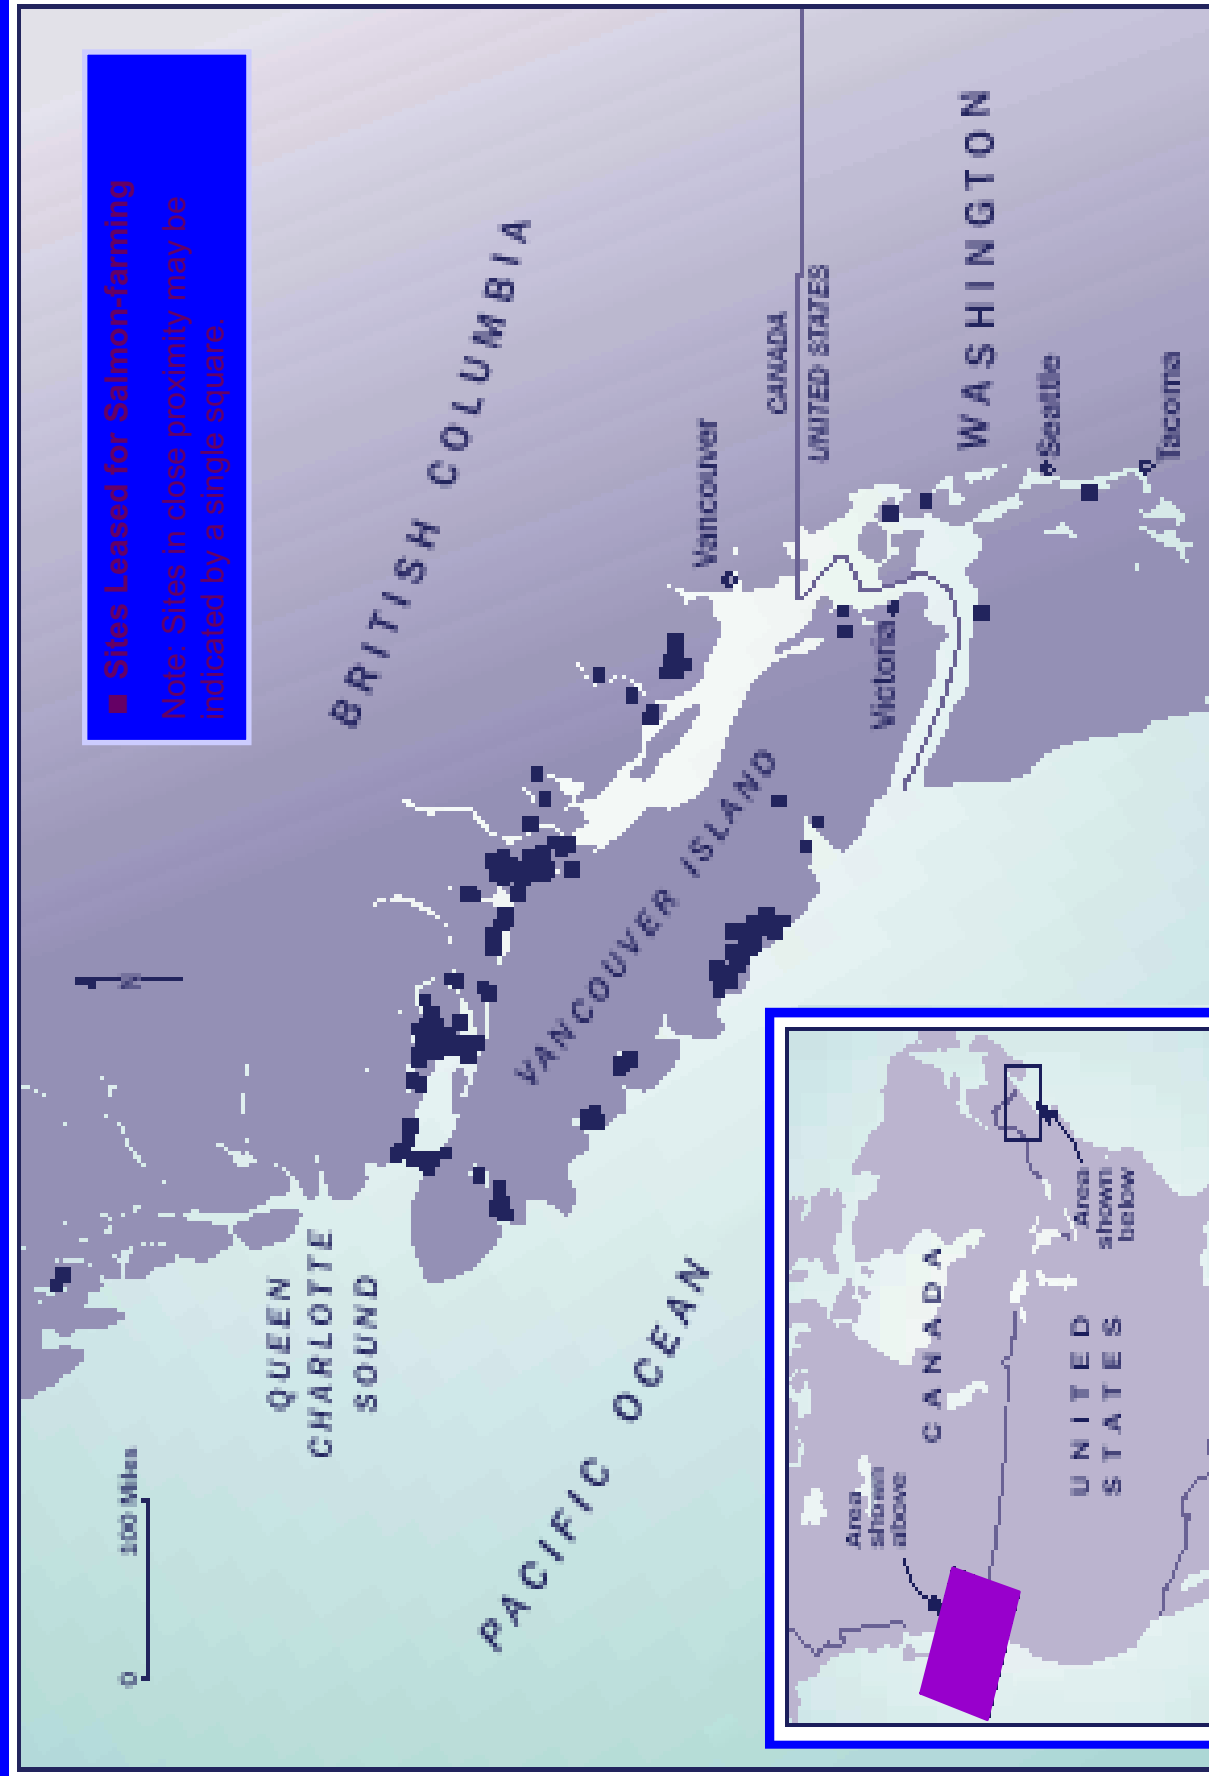 ■ Sites Leased for Salmon-farming
Note: Sites in close proximity may be
indicated by a single square.
N
0 100 Miles
BRITISH COLUMBIA
QUEEN
CHARLOTTE
SOUND
VANCOUVER ISLAND
PACIFIC OCEAN
Vancouver
CANADA
UNITED STATES
Victoria
WASHINGTON
Seattle
Tacoma
Area
shown
above
CANADA
UNITED
STATES
Area
shown
below